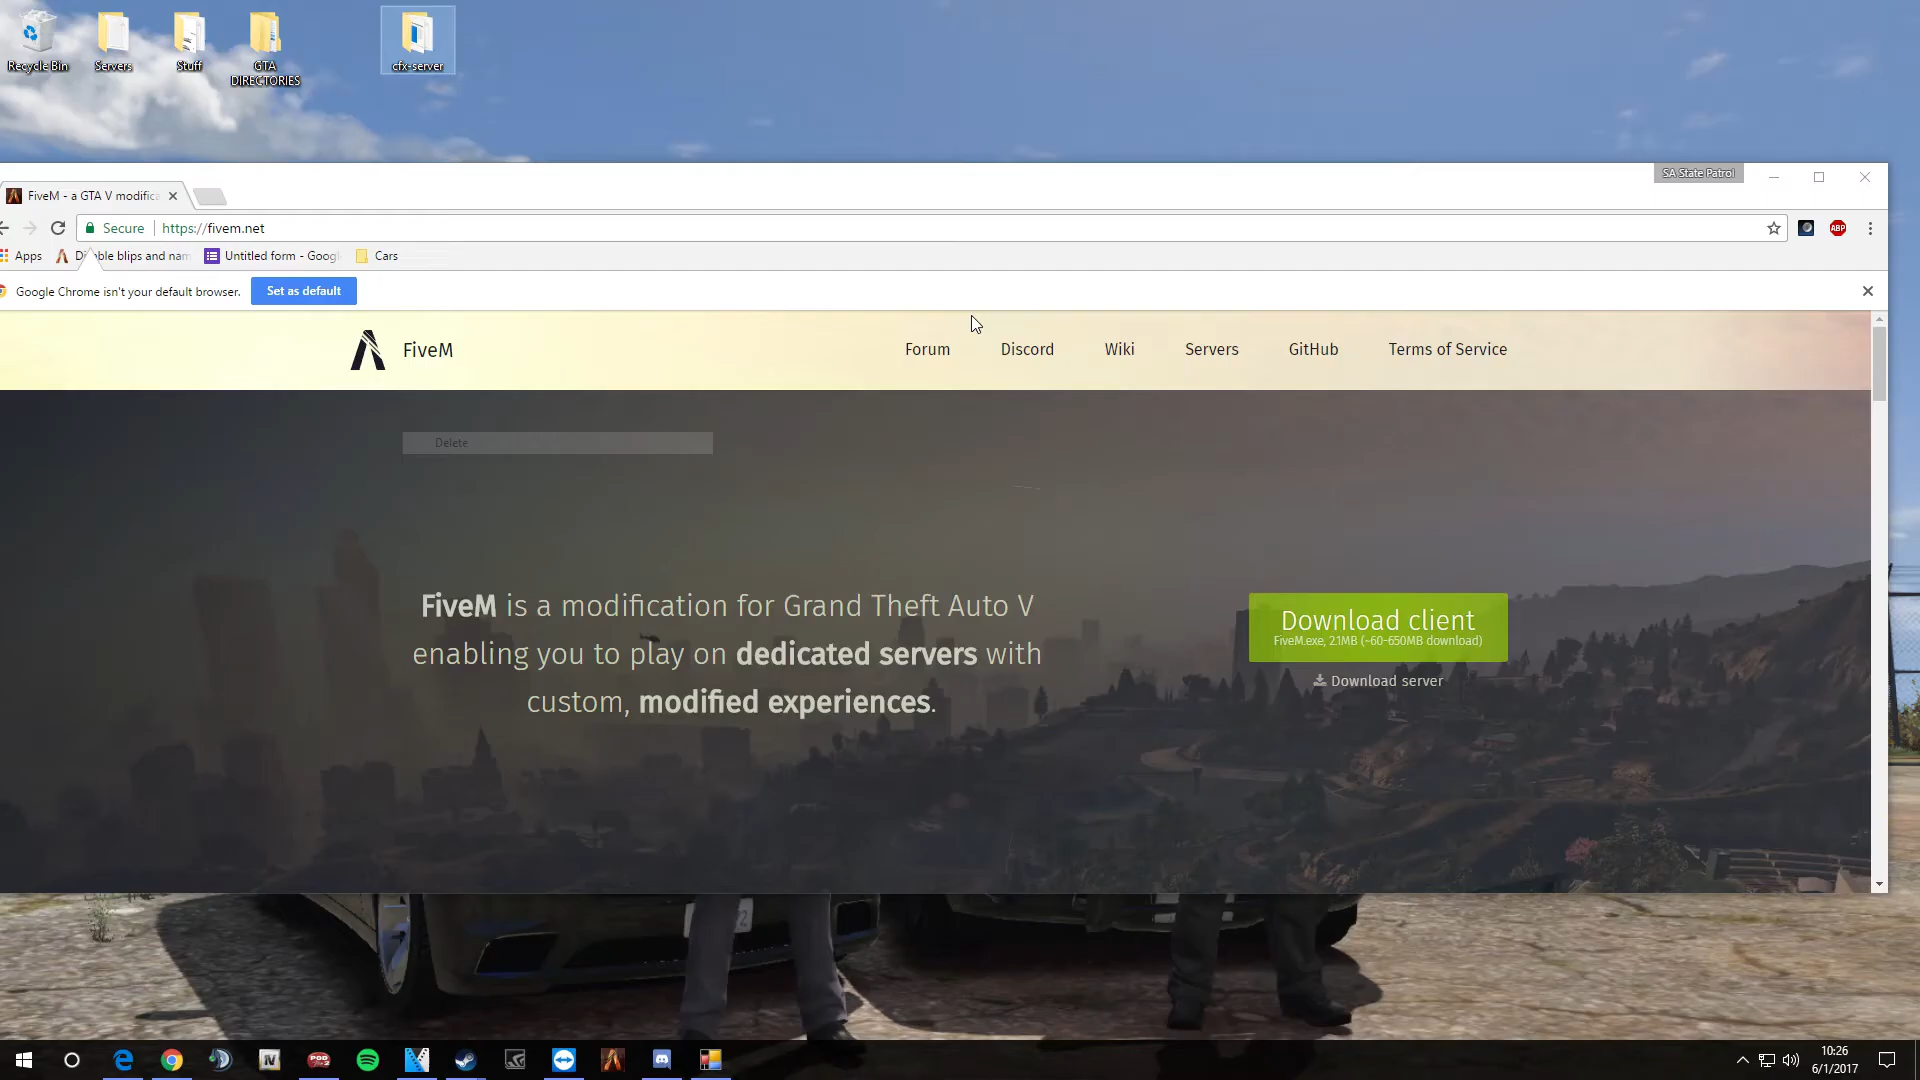 Recycle Bin
Servers
Stuff
GTA DIRECTORIES
cfx-server
SA State Patrol
FiveM - a GTA V modifica
Secure
https://fivem.net
ABP
Apps
Untitled form - Googl
Cars
Google Chrome isn't your default browser.
Set as default
FiveM
Forum
Discord
Wiki
Servers
GitHub
Terms of Service
Delete
FiveM is a modification for Grand Theft Auto V
enabling you to play on dedicated servers with
custom, modified experiences.
Download client
FiveM.exe, 2.1MB (~60-650MB download)
Download server
10:26
6/1/2017